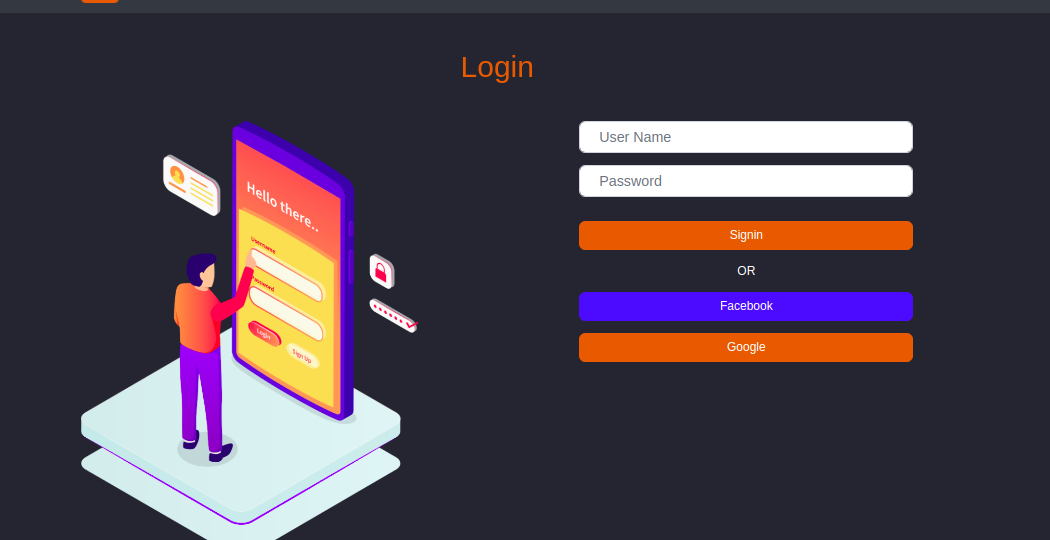 Login
Hello there..
Username
Password
Login
Sign Up
User Name
Password
Signin
OR
Facebook
Google